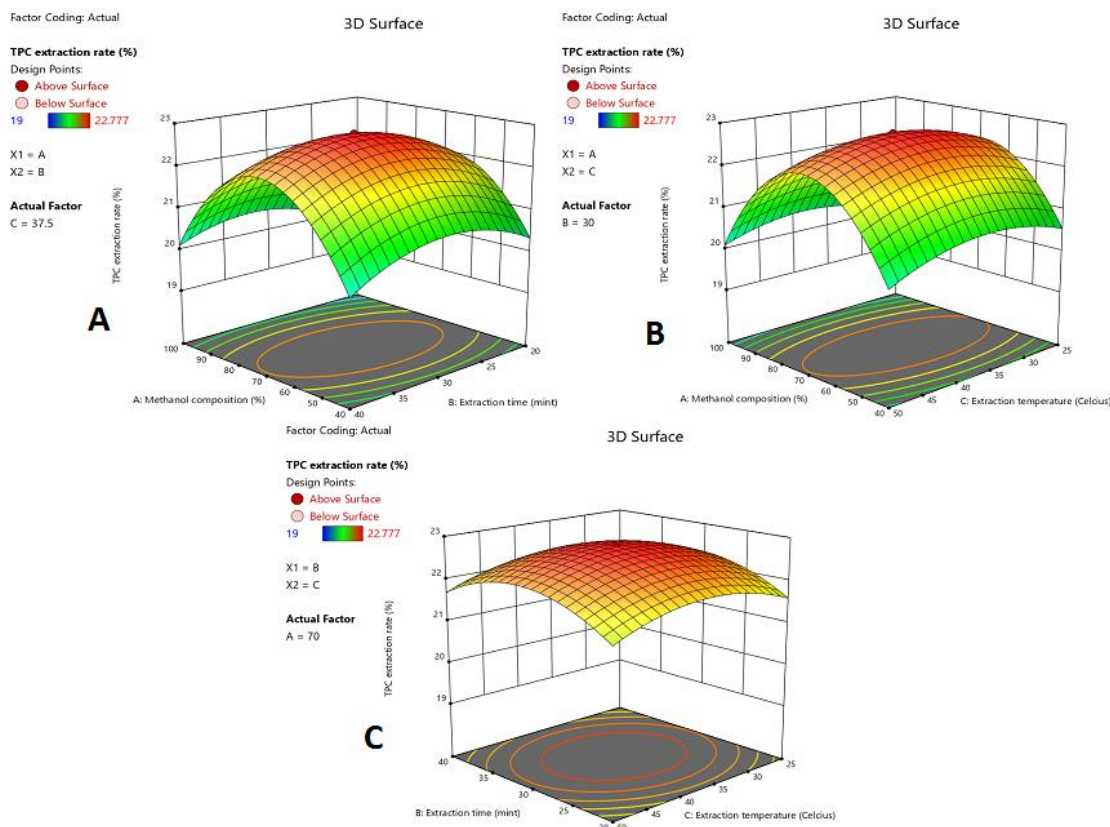 Factor Coding: Actual
3D Surface
TPC extraction rate (%)
Design Points:
Above Surface
Below Surface
19 22.777
X1 = A
X2 = B
Actual Factor
C = 37.5
TPC extraction rate (%)
23
22
21
20
19
A
100
90
80
70
60
50
40
40
35
30
25
20
A: Methanol composition (%)
B: Extraction time (mint)
Factor Coding: Actual
3D Surface
TPC extraction rate (%)
Design Points:
Above Surface
Below Surface
19 22.777
X1 = A
X2 = C
Actual Factor
B = 30
TPC extraction rate (%)
23
22
21
20
19
B
100
90
80
70
60
50
40
50
45
40
35
30
25
A: Methanol composition (%)
C: Extraction temperature (Celcius)
Factor Coding: Actual
3D Surface
TPC extraction rate (%)
Design Points:
Above Surface
Below Surface
19 22.777
X1 = B
X2 = C
Actual Factor
A = 70
TPC extraction rate (%)
23
22
21
20
19
C
40
35
30
25
50
45
40
35
30
25
B: Extraction time (mint)
C: Extraction temperature (Celcius)